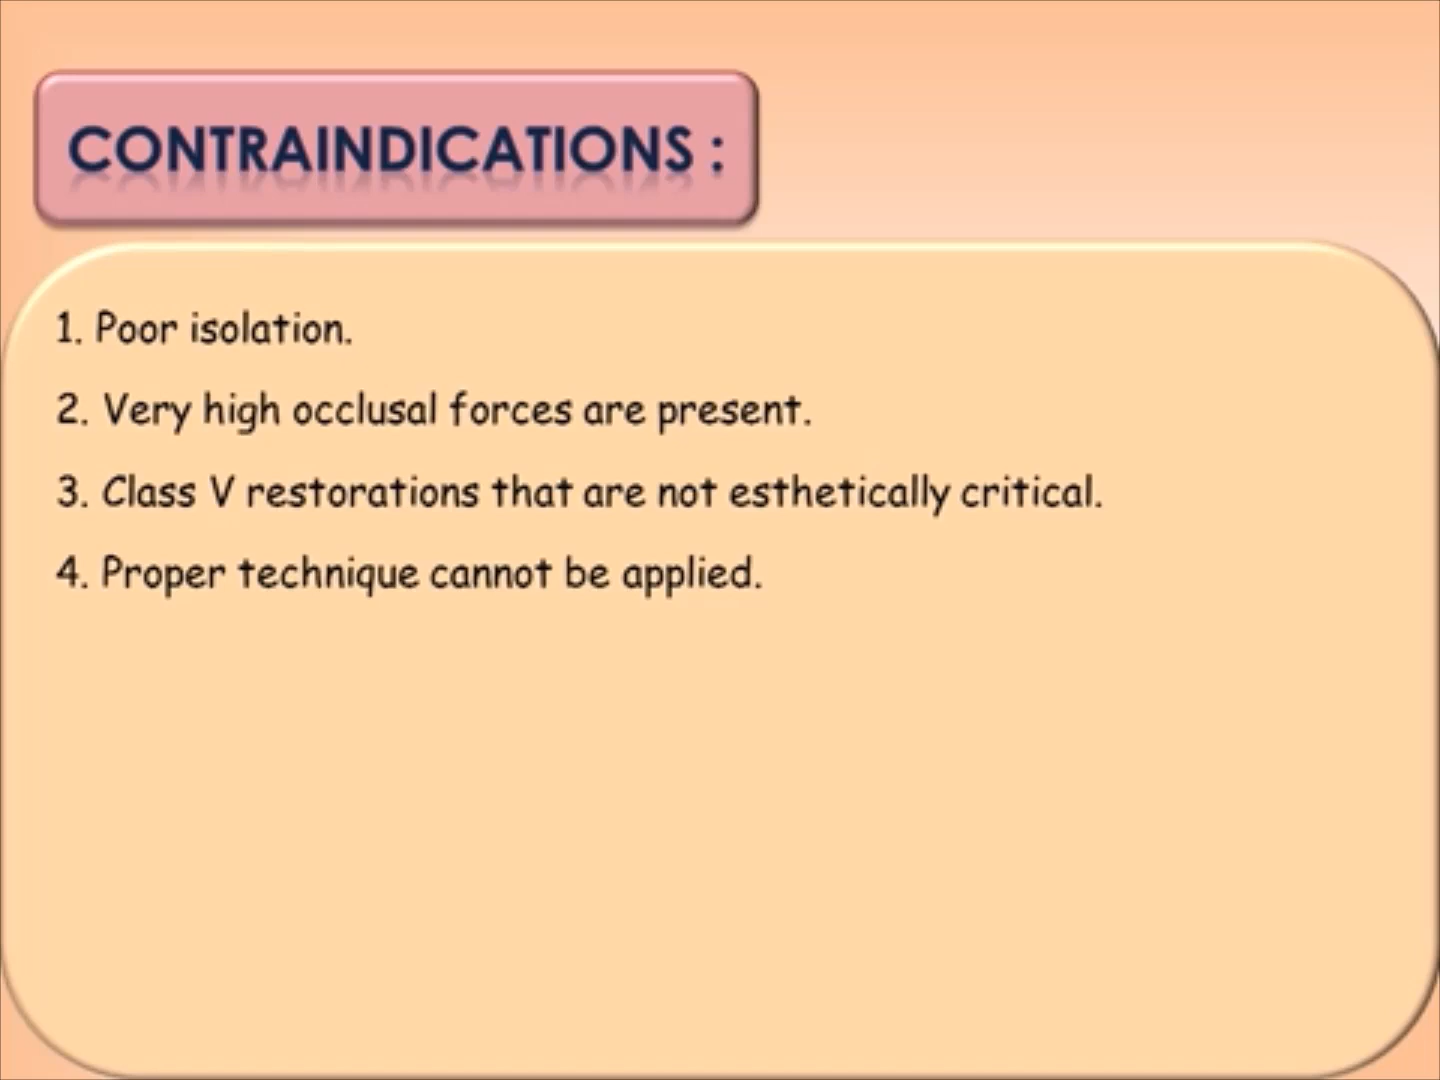 CONTRAINDICATIONS :
1. Poor isolation.
2. Very high occlusal forces are present.
3. Class V restorations that are not esthetically critical.
4. Proper technique cannot be applied.